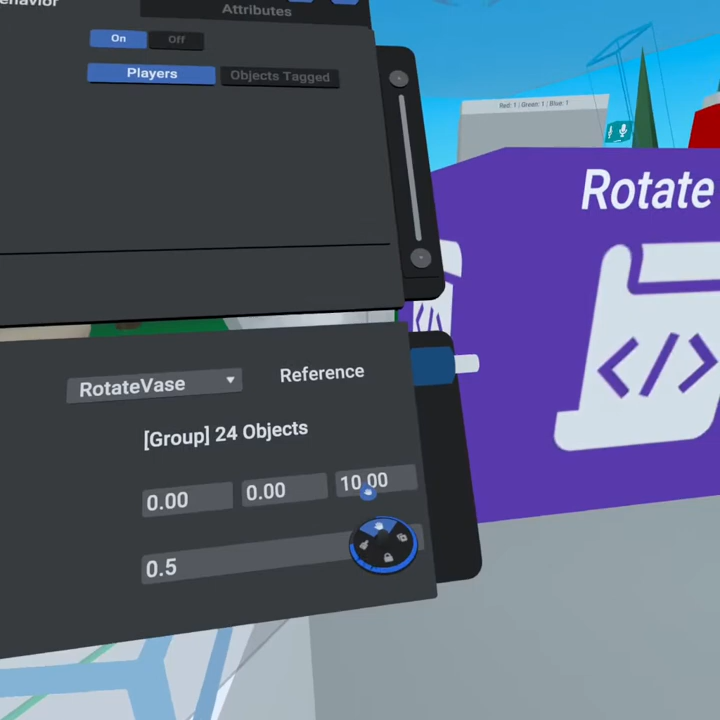 Attributes
On
Off
Players
Objects Tagged
Red: 1 | Green: 1 | Blue: 1
Rotate
RotateVase
Reference
[Group] 24 Objects
0.00
0.00
10.00
0.5